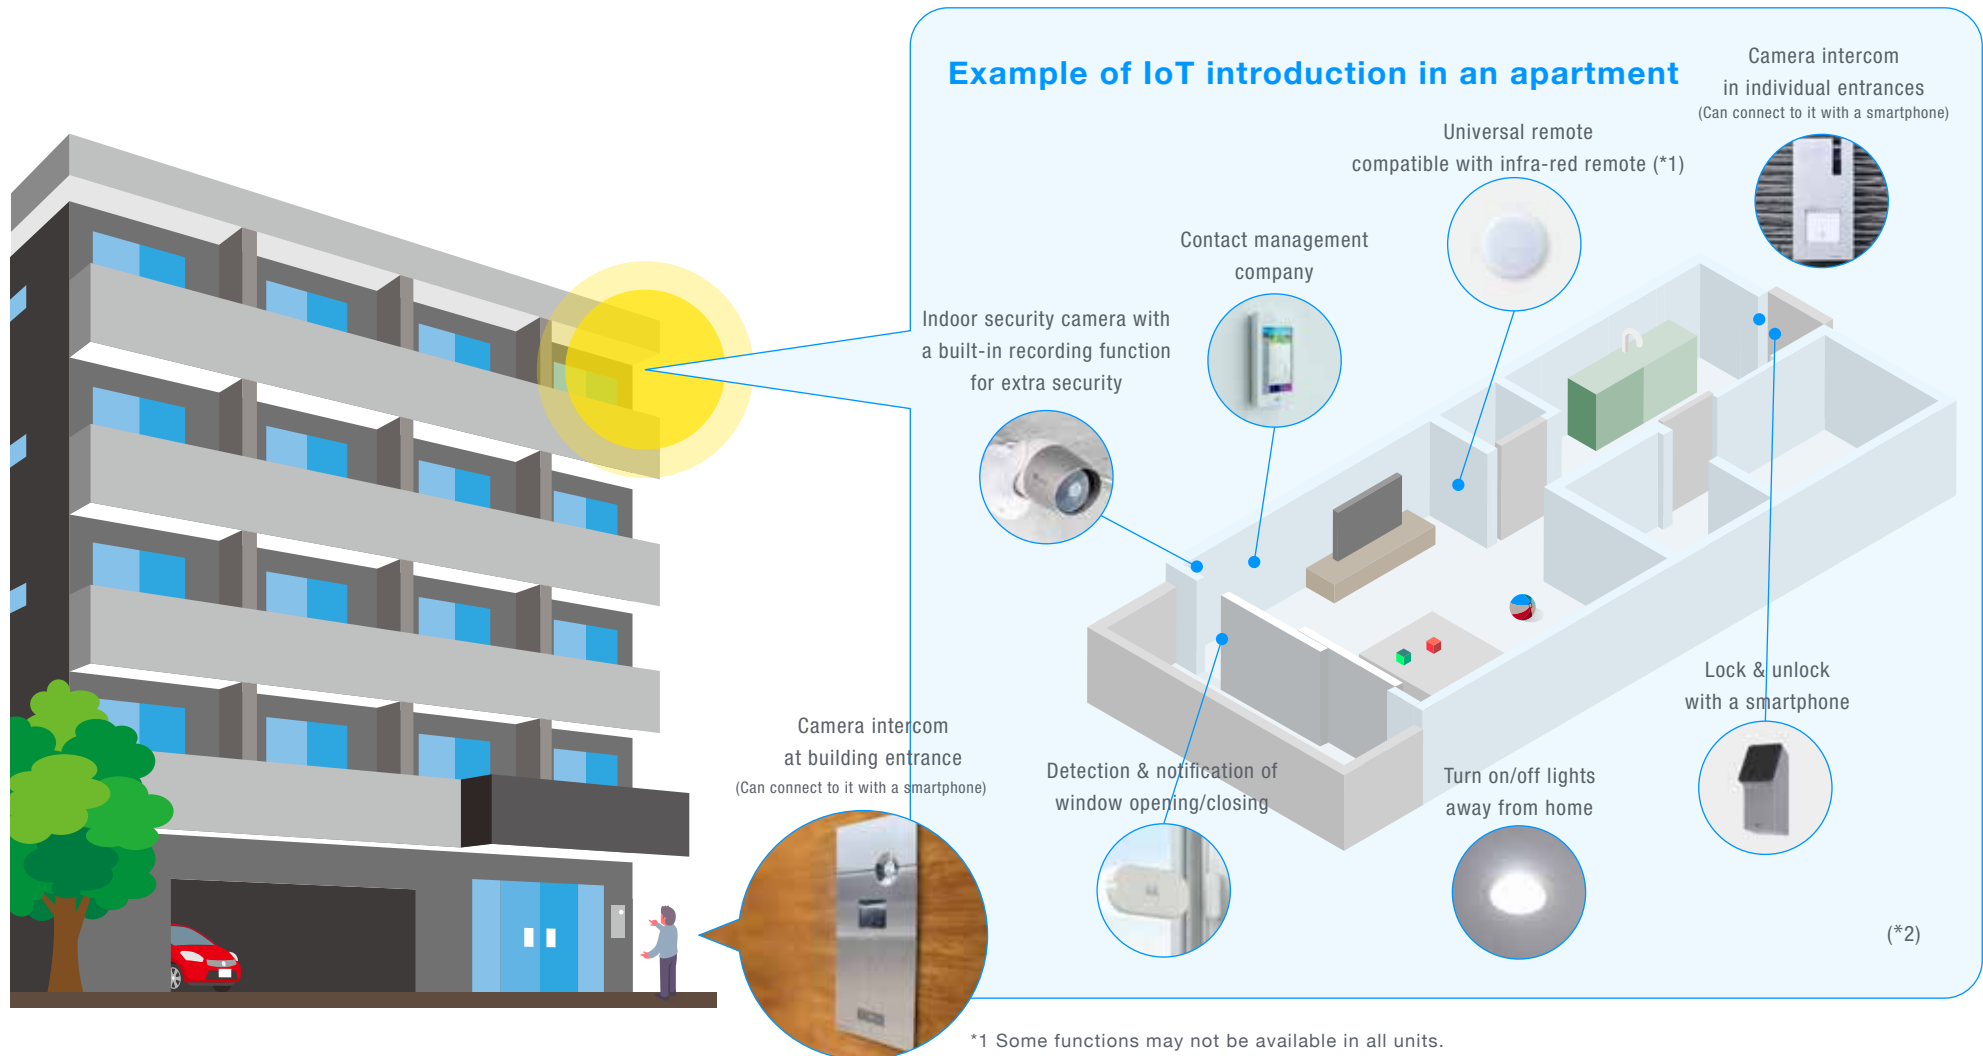 Example of IoT introduction in an apartment
Camera intercom
in individual entrances
(Can connect to it with a smartphone)
Universal remote
compatible with infra-red remote (*1)
Contact management
company
Indoor security camera with
a built-in recording function
for extra security
Lock & unlock
with a smartphone
Camera intercom
at building entrance
(Can connect to it with a smartphone)
Detection & notification of
window opening/closing
Turn on/off lights
away from home
(*2)
*1 Some functions may not be available in all units.